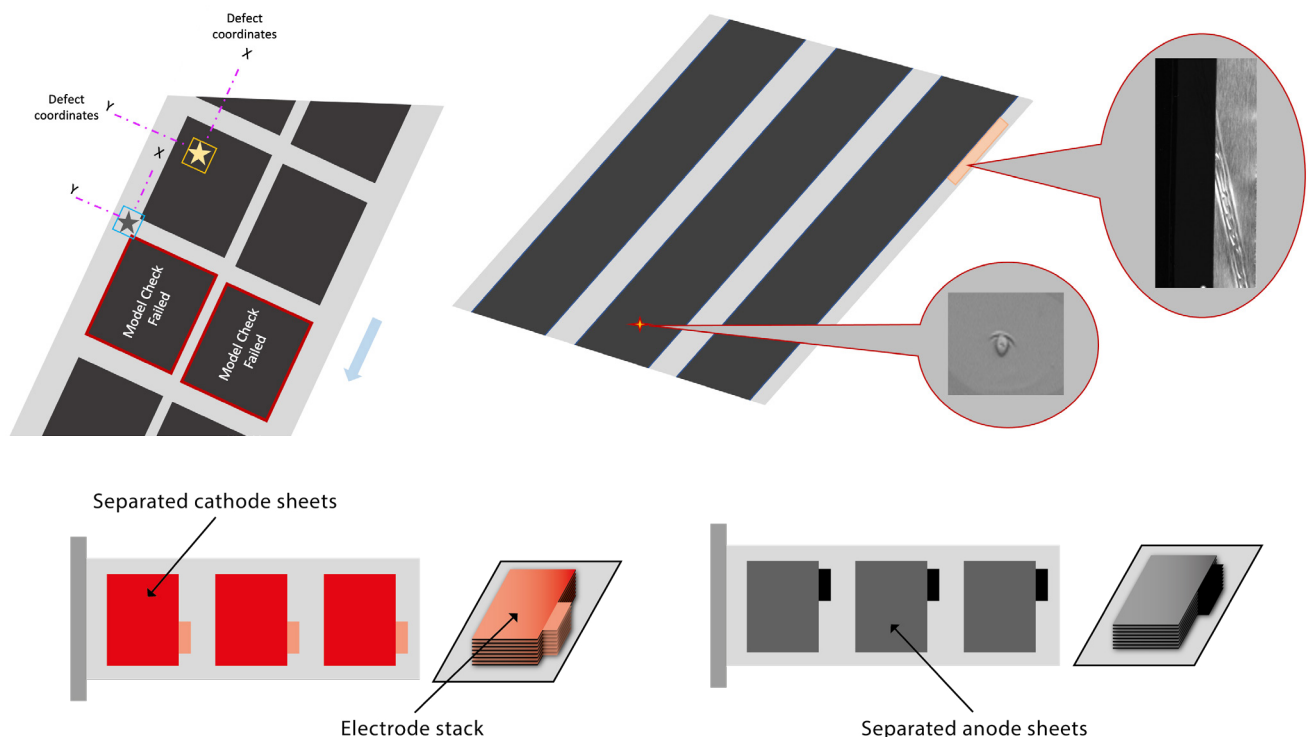 Defect
coordinates
X
Defect
coordinates
Y
X
Y
Model Check
Failed
Model Check
Failed
Separated cathode sheets
Electrode stack
Separated anode sheets